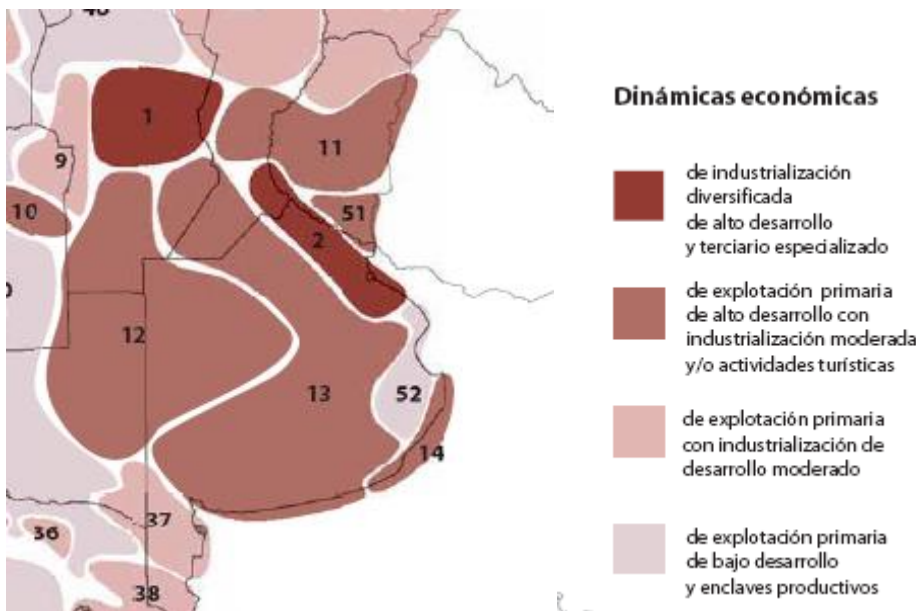 40
1
9
11
10
51
2
12
13
52
14
37
36
38
Dinámicas económicas
de industrialización
diversificada
de alto desarrollo
y terciario especializado
de explotación primaria
de alto desarrollo con
industrialización moderada
y/o actividades turísticas
de explotación primaria
con industrialización de
desarrollo moderado
de explotación primaria
de bajo desarrollo
y enclaves productivos